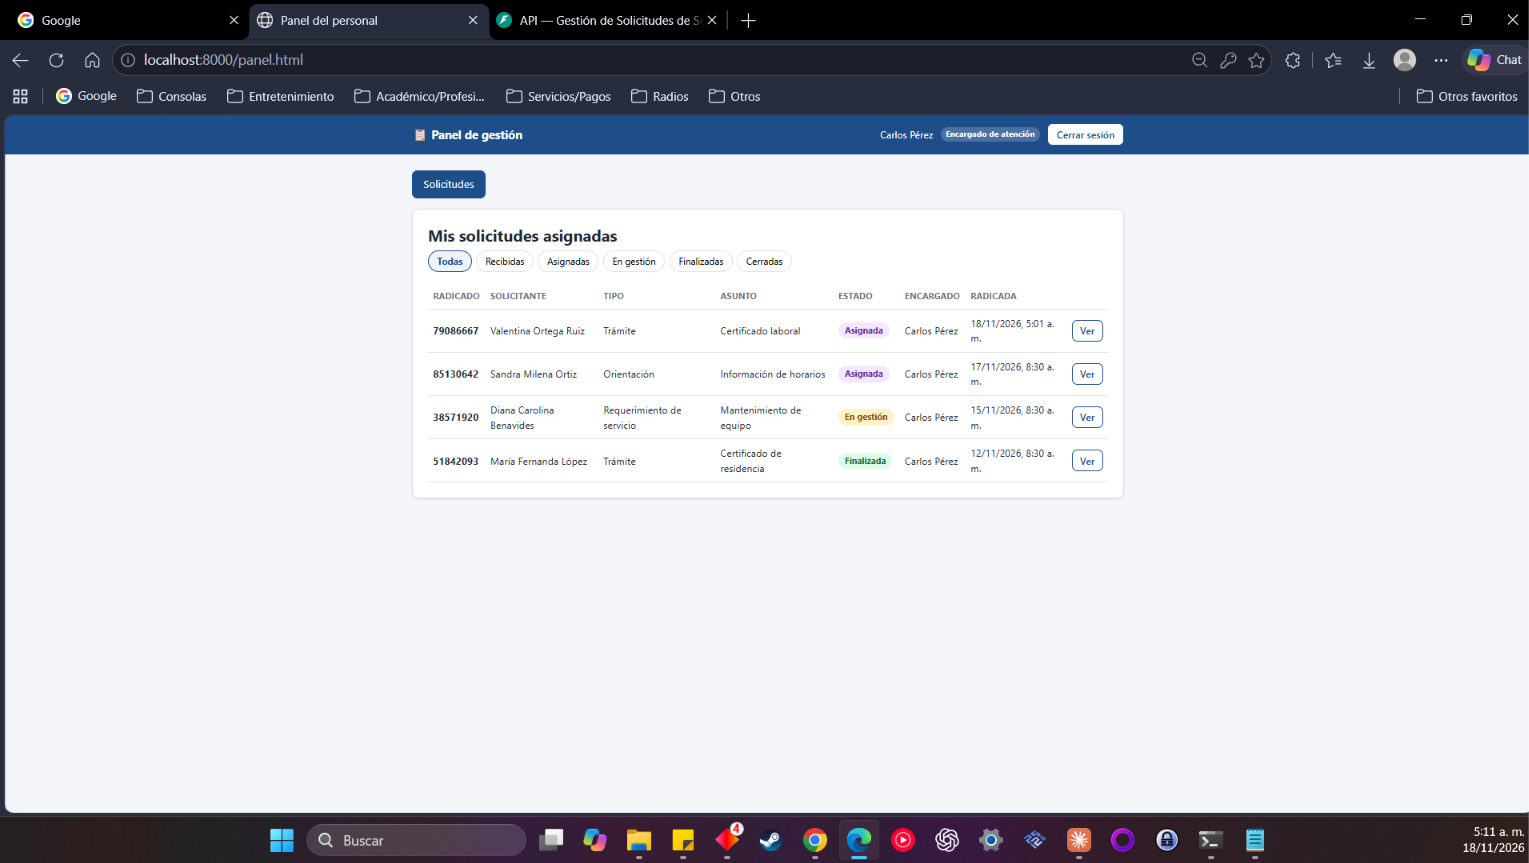 Google
Panel del personal
API — Gestión de Solicitudes de Se
localhost:8000/panel.html
Chat
Google
Consolas
Entretenimiento
Académico/Profesi...
Servicios/Pagos
Radios
Otros
Otros favoritos
Panel de gestión
Carlos Pérez
Encargado de atención
Cerrar sesión
Solicitudes
Mis solicitudes asignadas
Todas
Recibidas
Asignadas
En gestión
Finalizadas
Cerradas
RADICADO SOLICITANTE TIPO ASUNTO ESTADO ENCARGADO RADICADA
79086667 Valentina Ortega Ruiz Trámite Certificado laboral Asignada Carlos Pérez 18/11/2026, 5:01 a. m. Ver
85130642 Sandra Milena Ortiz Orientación Información de horarios Asignada Carlos Pérez 17/11/2026, 8:30 a. m. Ver
38571920 Diana Carolina Benavides Requerimiento de servicio Mantenimiento de equipo En gestión Carlos Pérez 15/11/2026, 8:30 a. m. Ver
51842093 María Fernanda López Trámite Certificado de residencia Finalizada Carlos Pérez 12/11/2026, 8:30 a. m. Ver
Buscar
4
5:11 a. m.
18/11/2026